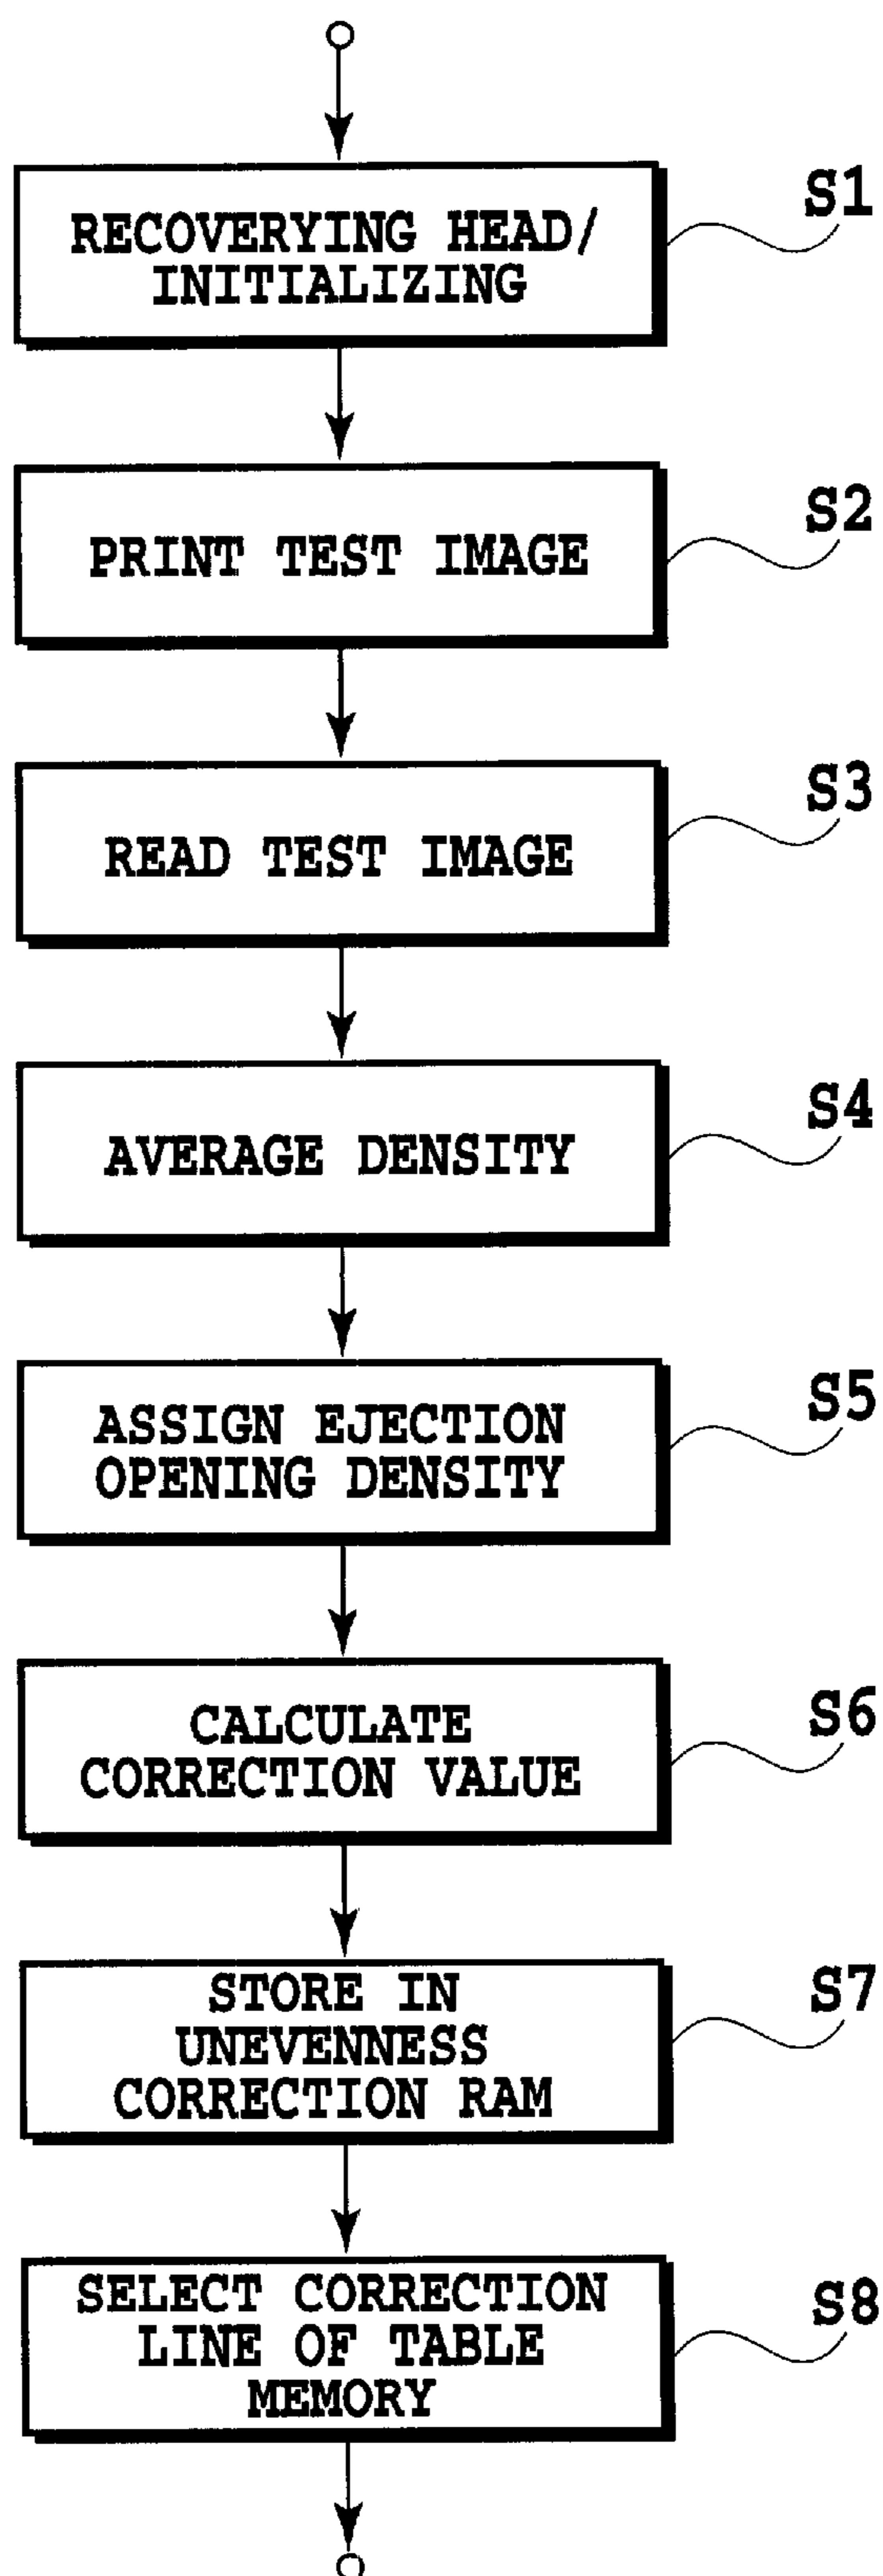 RECOVERYING HEAD/
INITIALIZING
S1
PRINT TEST IMAGE
S2
READ TEST IMAGE
S3
AVERAGE DENSITY
S4
ASSIGN EJECTION
OPENING DENSITY
S5
CALCULATE
CORRECTION VALUE
S6
STORE IN
UNEVENNESS
CORRECTION RAM
S7
SELECT CORRECTION
LINE OF TABLE
MEMORY
S8